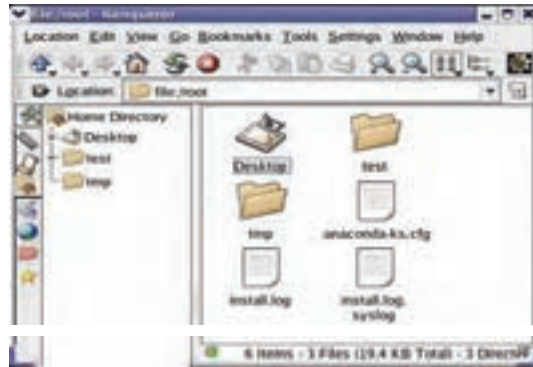 file:/root - Konqueror
Location Edit View Go Bookmarks Tools Settings Window Help
Location file:/root
Home Directory
Desktop
test
tmp
Desktop
test
tmp
anaconda-ks.cfg
install.log
install.log.
syslog
6 Items - 3 Files (19.4 KB Total) - 3 Directori